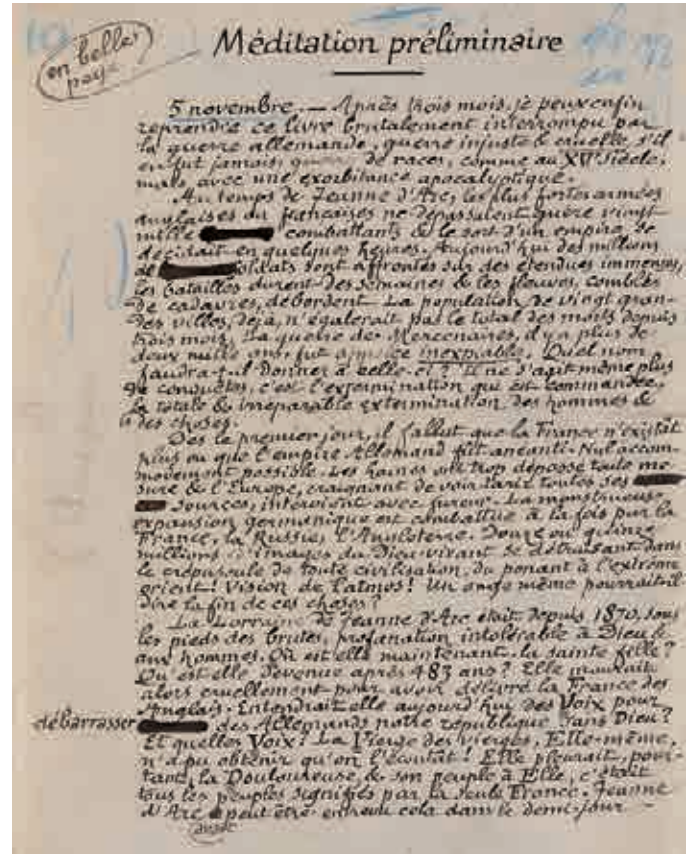 en belle
page
Méditation préliminaire
5 novembre. — Après trois mois, je peux enfin
reprendre ce livre brutalement interrompu par
la guerre allemande, guerre injuste & cruelle s'il
en fut jamais, guerre de races, comme au XVe siècle,
mais avec une exorbitance apocalyptique.
Au temps de Jeanne d'Arc, les plus fortes armées
anglaises ou françaises ne dépassaient guère vingt
mille combattants & le sort d'un empire se
décidait en quelques heures. Aujourd'hui des millions
de soldats sont affrontés sur des étendues immenses,
les batailles durent des semaines & les fleuves, comblés
de cadavres, débordent. La population de vingt gran-
des villes, déjà, n'égalerait pas le total des morts depuis
trois mois. La guerre des Mercenaires, il y a plus de
deux mille ans, fut appelée inexpiable. Quel nom
faudra-t-il donner à celle-ci ? Il ne s'agit même plus
de conquêtes, c'est l'extermination qui est commandée,
la totale & irréparable extermination des hommes &
des choses.
Dès le premier jour, il fallut que la France n'existât
plus ou que l'empire Allemand fût anéanti. Nul accom-
modement possible. Les haines ont trop dépassé toute me-
sure & l'Europe, craignant de voir tarir toutes ses
sources, intervient avec fureur. La monstrueuse
expansion germanique est combattue à la fois par la
France, la Russie, l'Angleterre. Douze ou quinze
millions d'images du Dieu vivant se détruisant dans
le crépuscule de toute civilisation, du ponant à l'extrême
orient ! Vision de Patmos ! Un ange même pourrait-il
dire la fin de ces choses ?
La Lorraine de Jeanne d'Arc était depuis 1870, sous
les pieds des brutes, profanation intolérable à Dieu &
aux hommes. Où est-elle maintenant la sainte fille ?
Qu'est-elle devenue après 483 ans ? Elle mourait
alors cruellement pour avoir délivré la France des
Anglais. Entendrait-elle aujourd'hui des Voix pour
débarrasser des Allemands notre république sans Dieu ?
Et quelles Voix ! La Vierge des vierges, Elle-même,
n'a pu obtenir qu'on l'écoutât ! Elle pleurait, pour-
tant, la Douloureuse, & son peuple à Elle, c'était
tous les peuples signifiés par la seule France. Jeanne
d'Arc peut être entrevu cela dans le demi-jour
avait